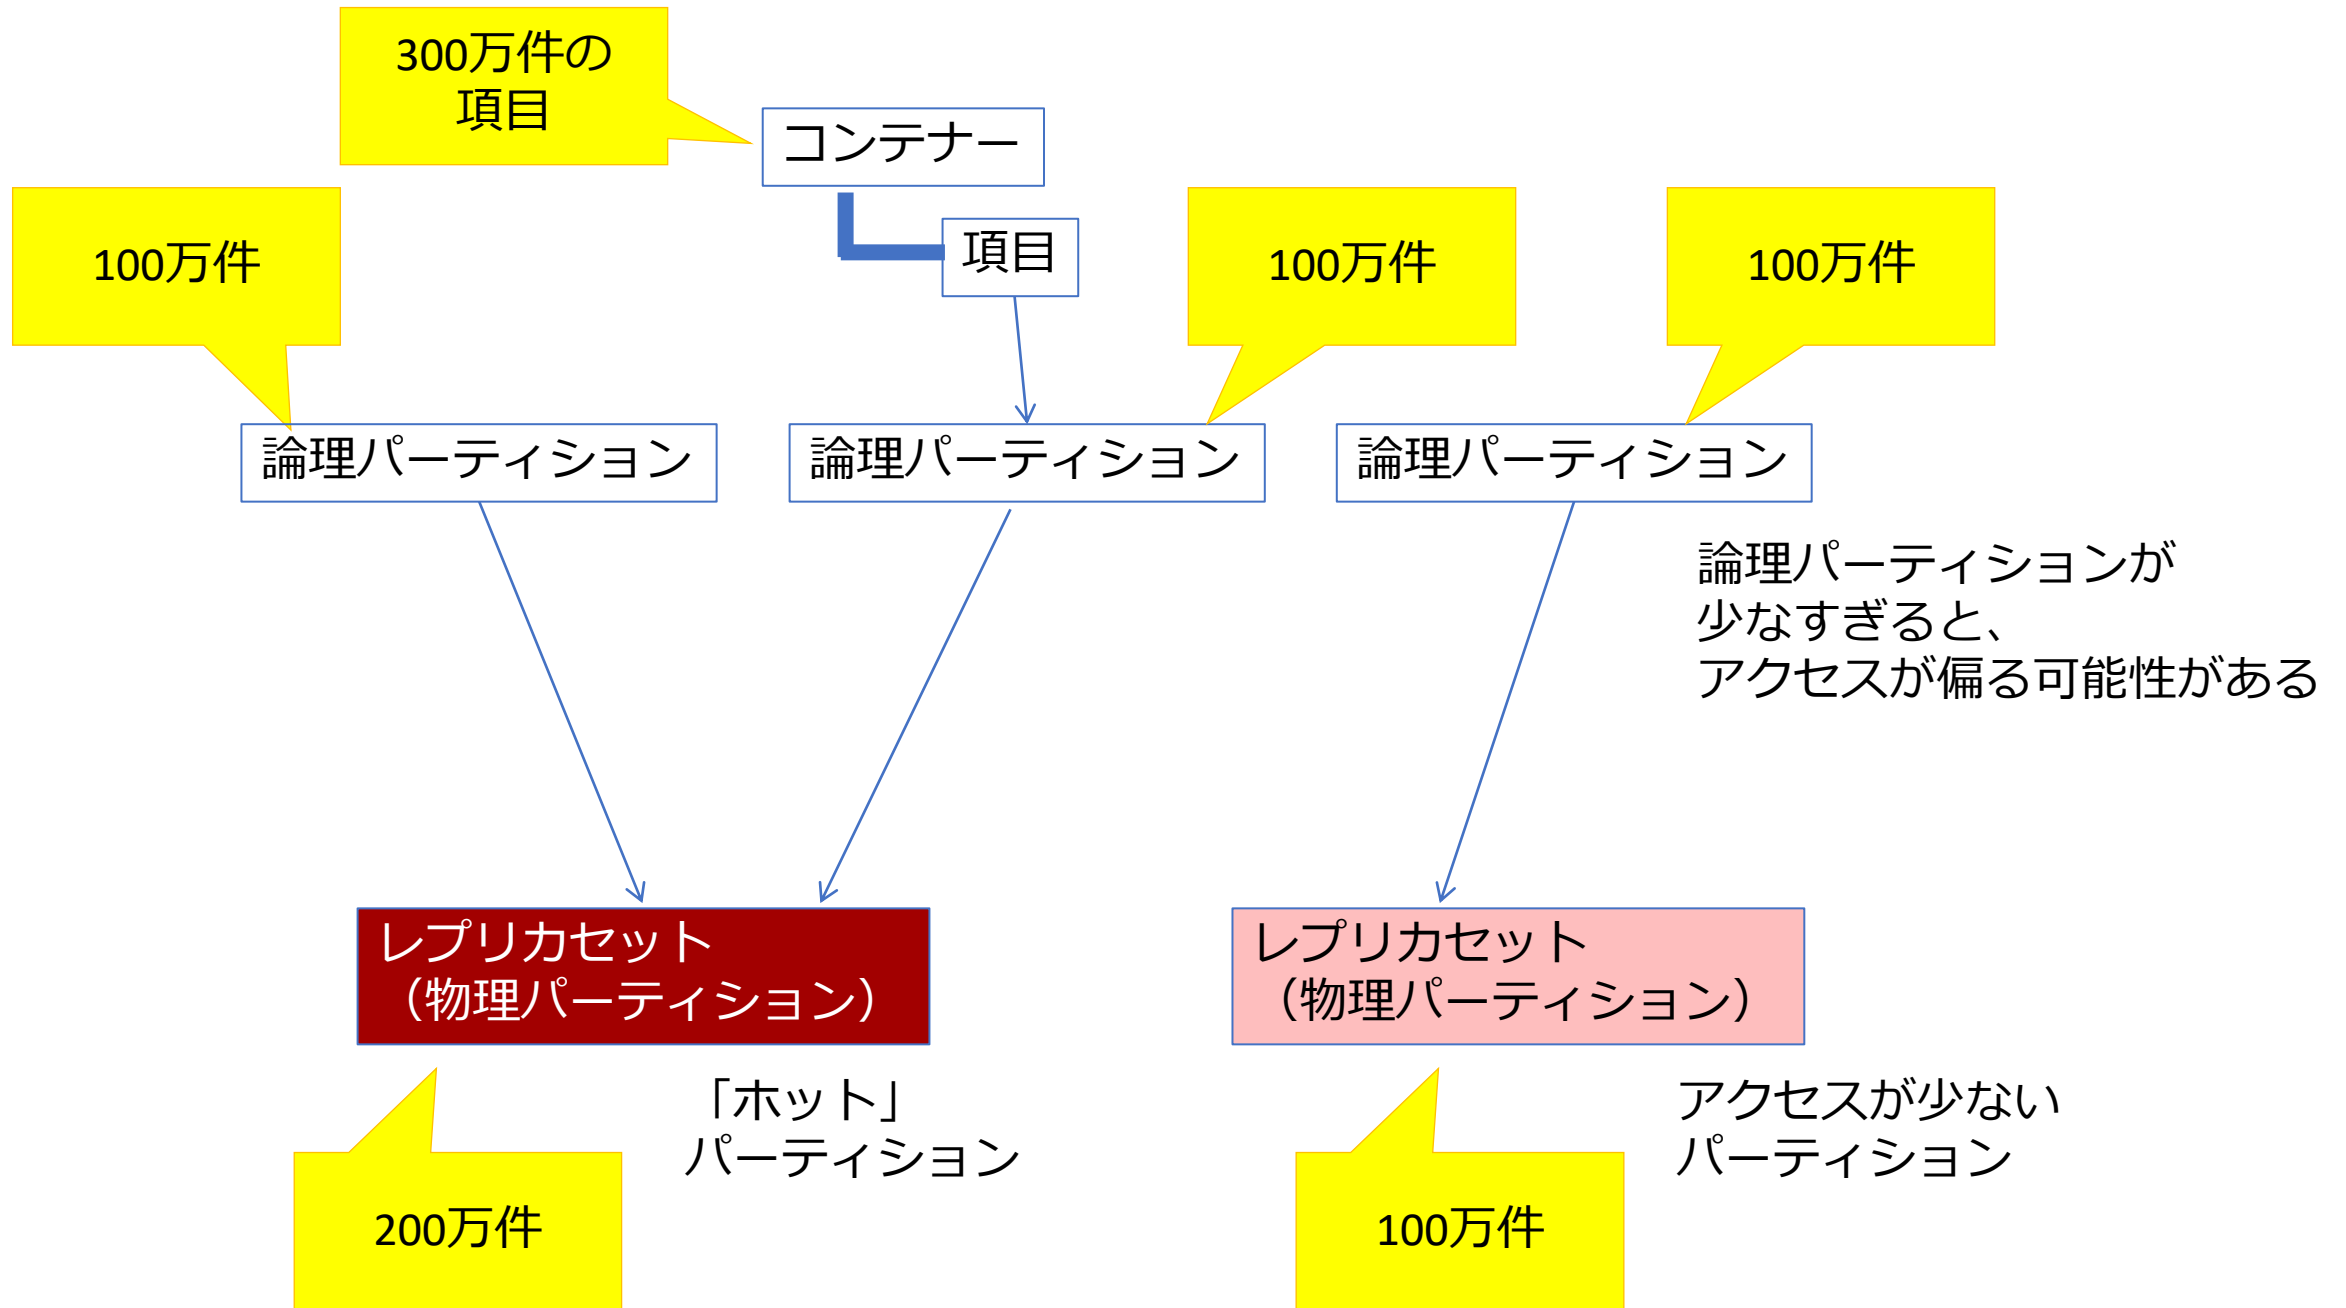 300万件の
項目
コンテナー
100万件
項目
100万件
100万件
論理パーティション
論理パーティション
論理パーティション
論理パーティションが
少なすぎると、
アクセスが偏る可能性がある
レプリカセット
（物理パーティション）
レプリカセット
（物理パーティション）
「ホット」
パーティション
アクセスが少ない
パーティション
200万件
100万件